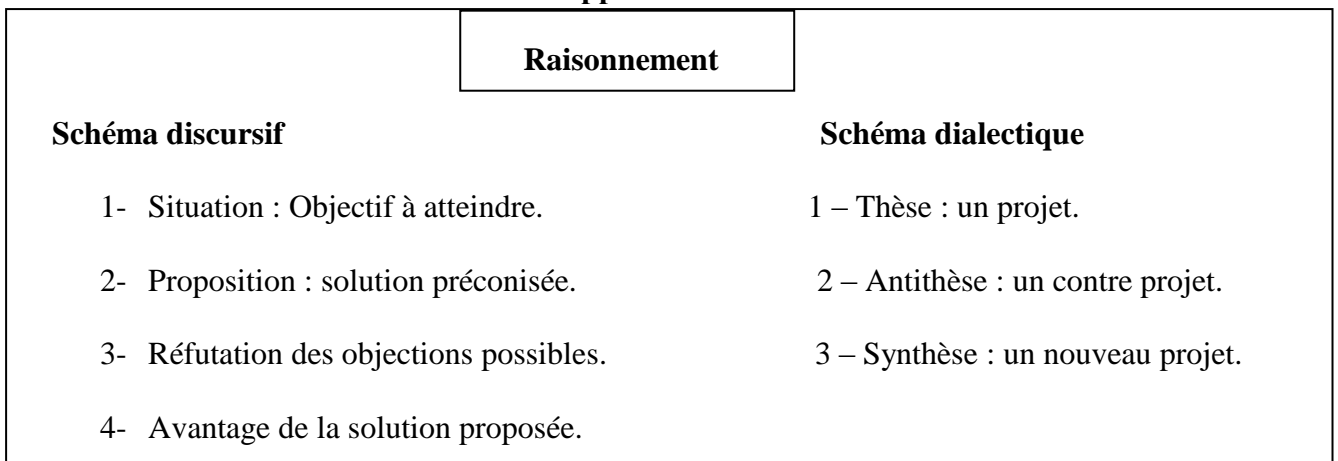 Raisonnement
Schéma discursif
1- Situation : Objectif à atteindre.
2- Proposition : solution préconisée.
3- Réfutation des objections possibles.
4- Avantage de la solution proposée.
Schéma dialectique
1 – Thèse : un projet.
2 – Antithèse : un contre projet.
3 – Synthèse : un nouveau projet.